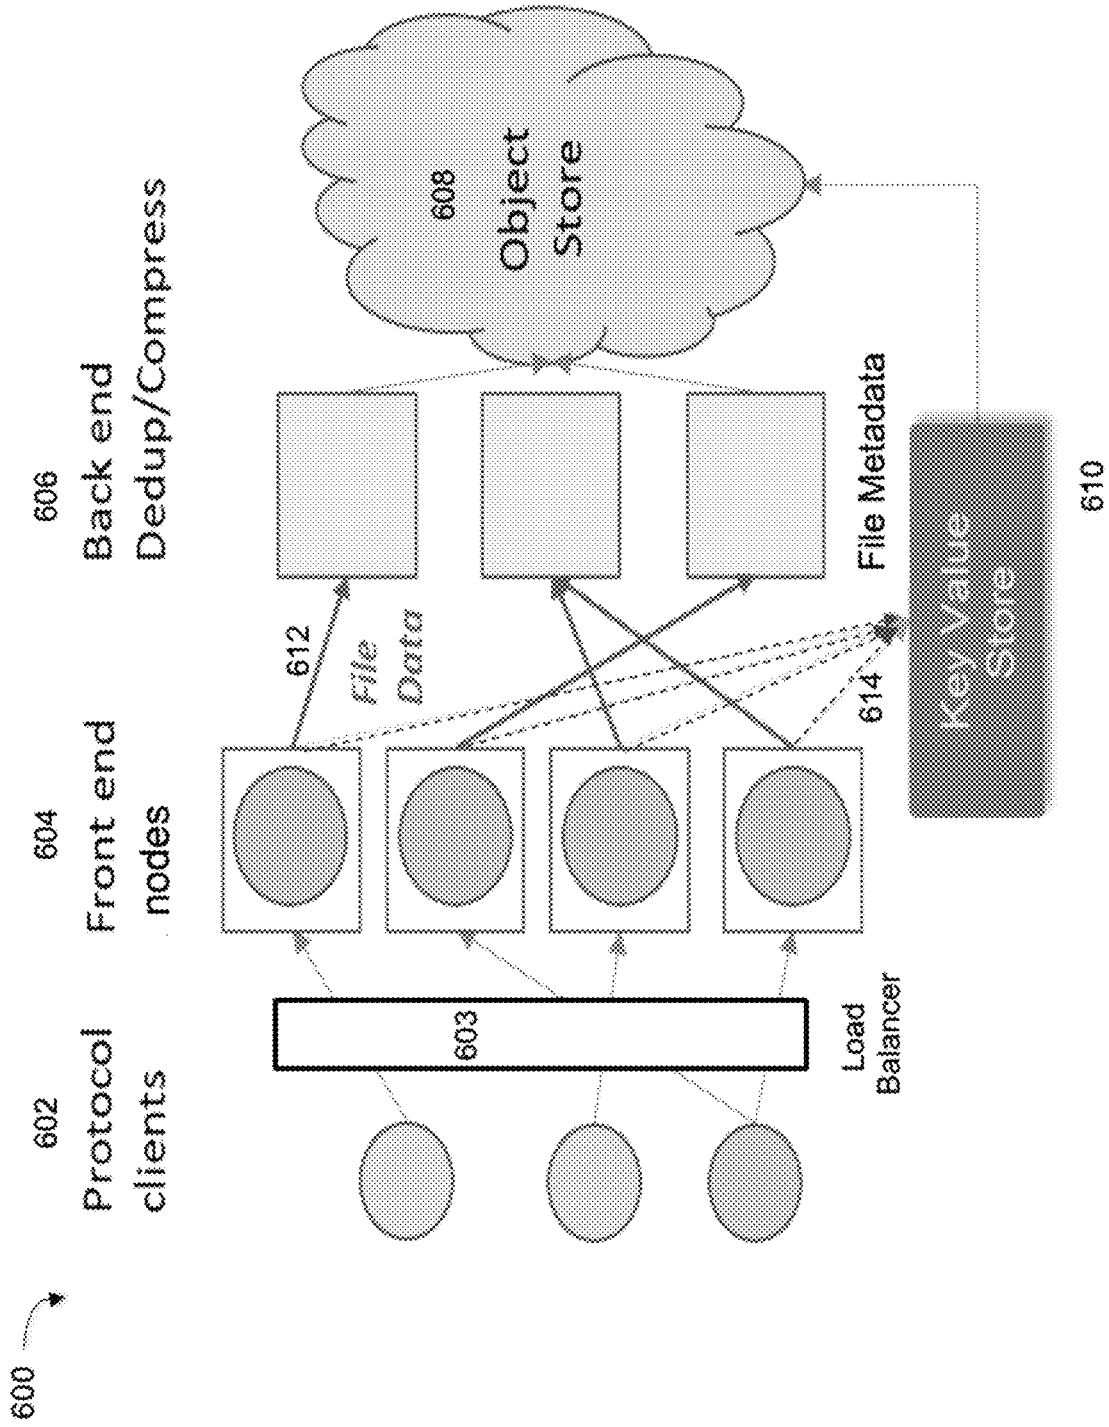 600
602
Protocol
clients
603
Load
Balancer
604
Front end
nodes
612
File
Data
614
606
Back end
Dedup/Compress
File Metadata
Key Value
Store
610
608
Object
Store